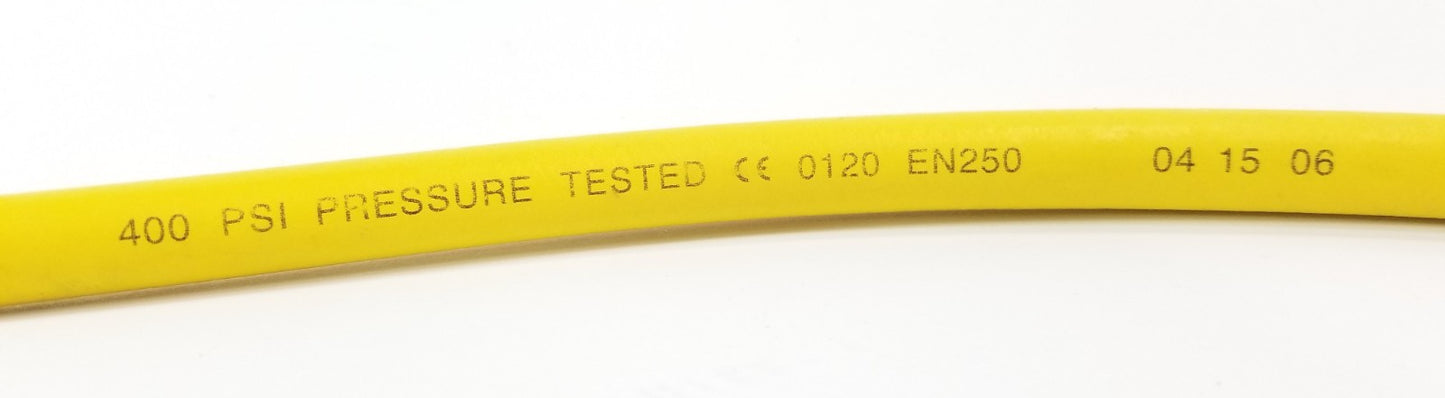 400 PSI PRESSURE TESTED CE 0120 EN250 04 15 06